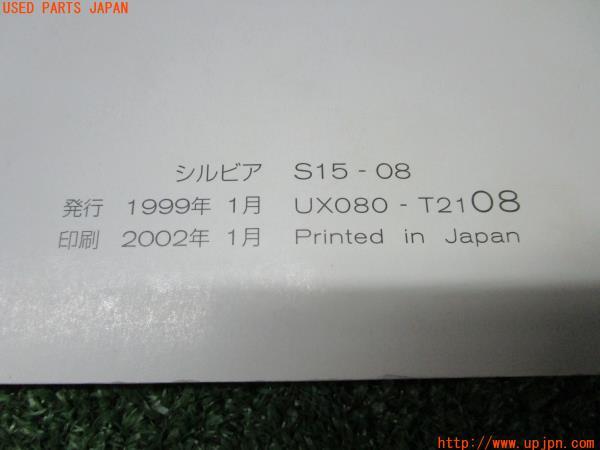 USED PARTS JAPAN
シルビア S15 - 08
発行 1999年 1月 UX080 - T2108
印刷 2002年 1月 Printed in Japan
http://www.upjpn.com/